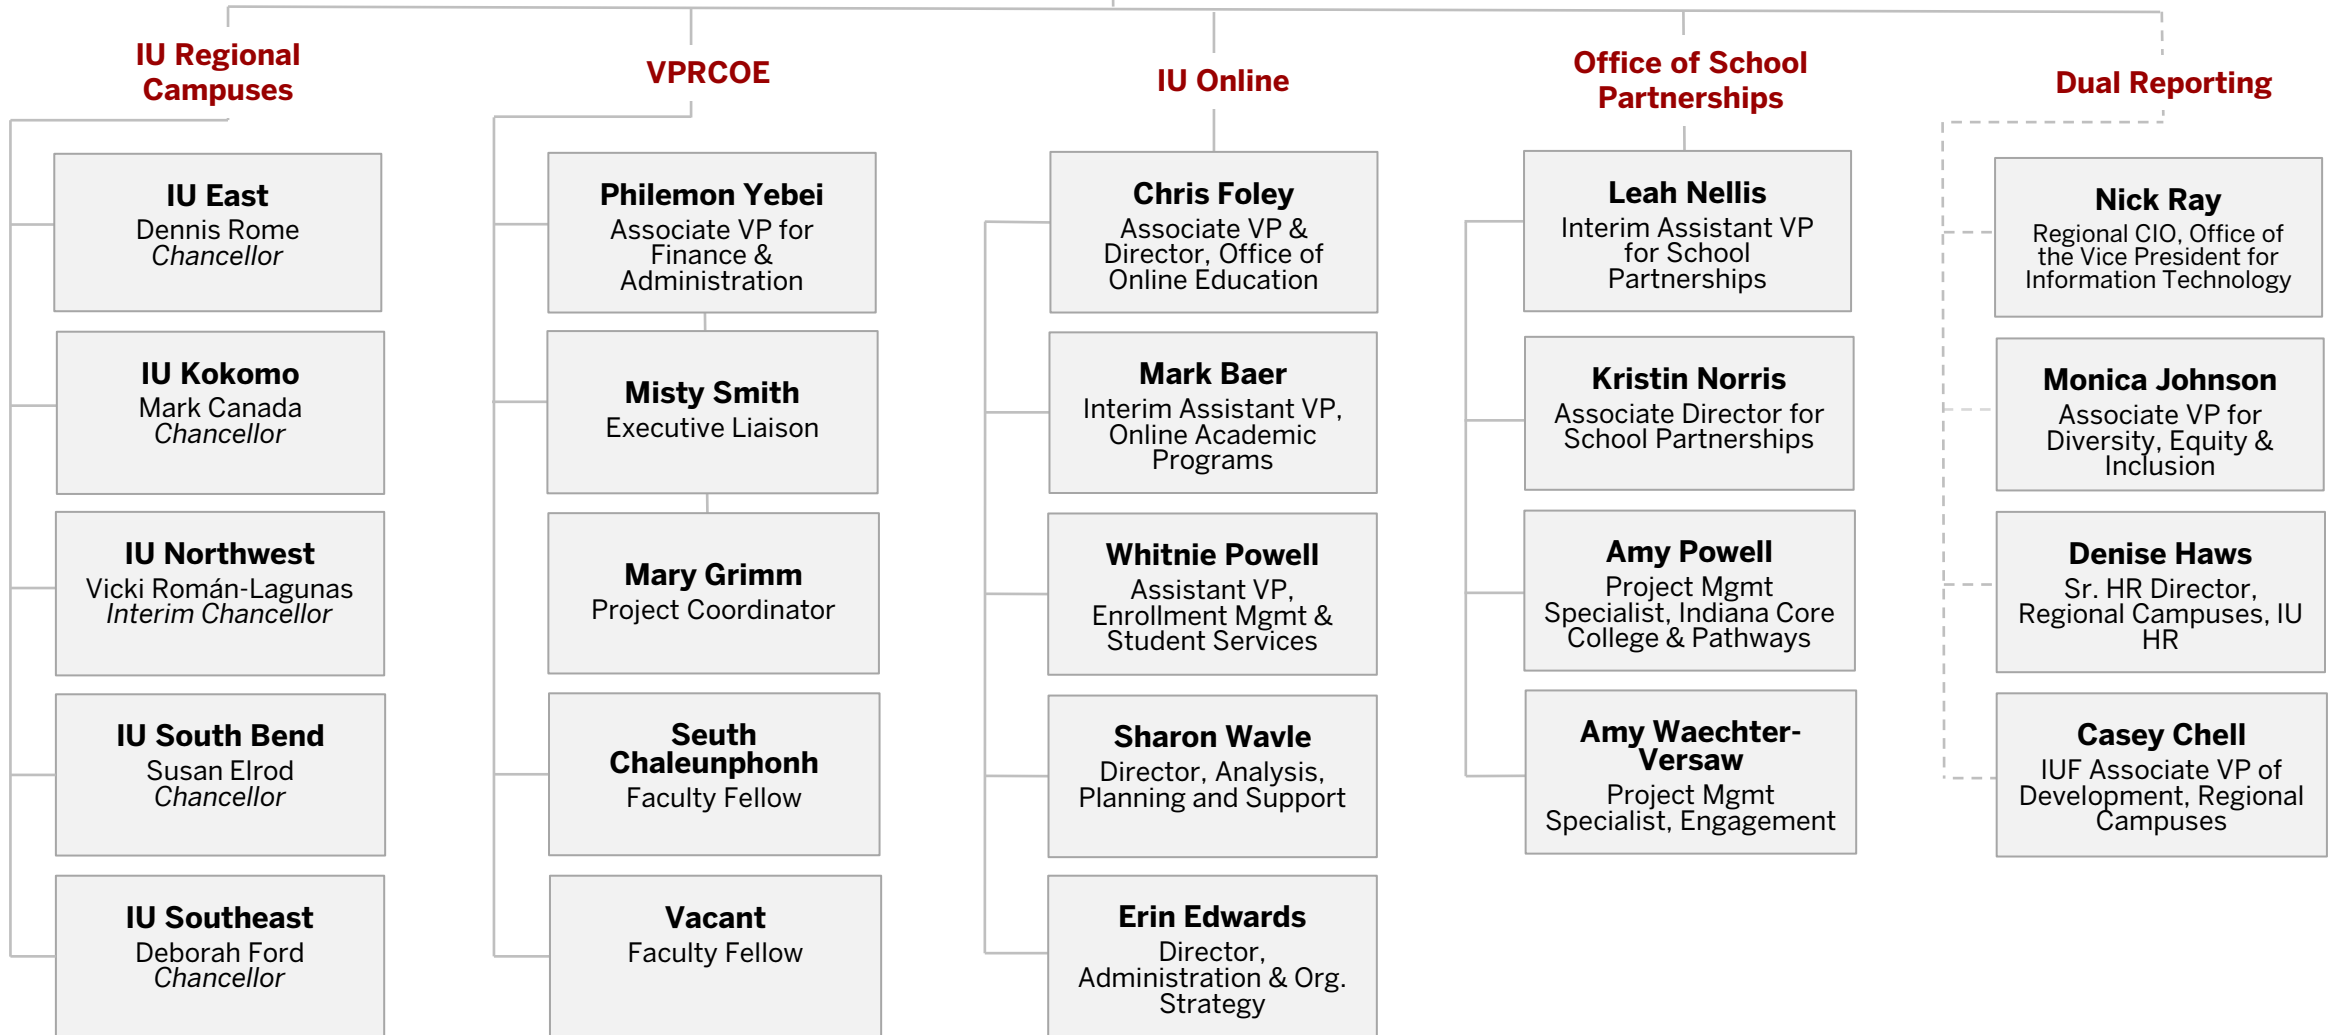 IU Regional
Campuses
IU East
Dennis Rome
Chancellor
IU Kokomo
Mark Canada
Chancellor
IU Northwest
Vicki Román-Lagunas
Interim Chancellor
IU South Bend
Susan Elrod
Chancellor
IU Southeast
Deborah Ford
Chancellor
VPRCOE
Philemon Yebei
Associate VP for
Finance &
Administration
Misty Smith
Executive Liaison
Mary Grimm
Project Coordinator
Seuth
Chaleunphonh
Faculty Fellow
Vacant
Faculty Fellow
IU Online
Chris Foley
Associate VP &
Director, Office of
Online Education
Mark Baer
Interim Assistant VP,
Online Academic
Programs
Whitnie Powell
Assistant VP,
Enrollment Mgmt &
Student Services
Sharon Wavle
Director, Analysis,
Planning and Support
Erin Edwards
Director,
Administration & Org.
Strategy
Office of School
Partnerships
Leah Nellis
Interim Assistant VP
for School
Partnerships
Kristin Norris
Associate Director for
School Partnerships
Amy Powell
Project Mgmt
Specialist, Indiana Core
College & Pathways
Amy Waechter-
Versaw
Project Mgmt
Specialist, Engagement
Dual Reporting
Nick Ray
Regional CIO, Office of
the Vice President for
Information Technology
Monica Johnson
Associate VP for
Diversity, Equity &
Inclusion
Denise Haws
Sr. HR Director,
Regional Campuses, IU
HR
Casey Chell
IUF Associate VP of
Development, Regional
Campuses